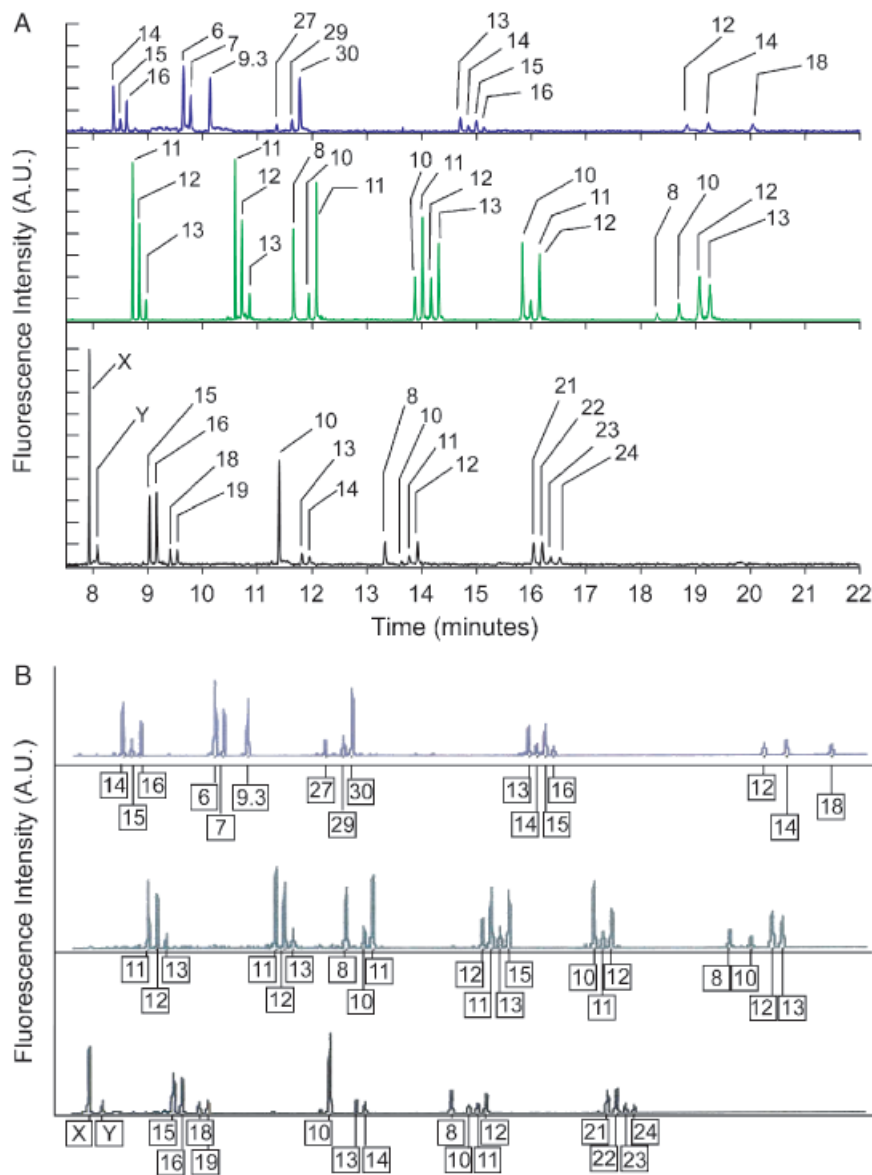 A
Fluorescence Intensity (A.U.)
14 15 16 6 7 9.3 27 29 30 13 14 15 16 12 14 18
11 12 13 11 12 13 8 10 11 10 11 12 13 10 11 12 8 10 12 13
X Y 15 16 18 19 10 13 14 8 10 11 12 21 22 23 24
8 9 10 11 12 13 14 15 16 17 18 19 20 21 22
Time (minutes)
B
Fluorescence Intensity (A.U.)
14 16 6 9.3 27 30 13 16 12 18
15 7 29 14 15 14
11 13 11 13 8 11 12 15 10 12 8 10
12 12 10 11 13 11 12 13
X Y 15 18 10 8 12 21 24
16 19 13 14 10 11 22 23